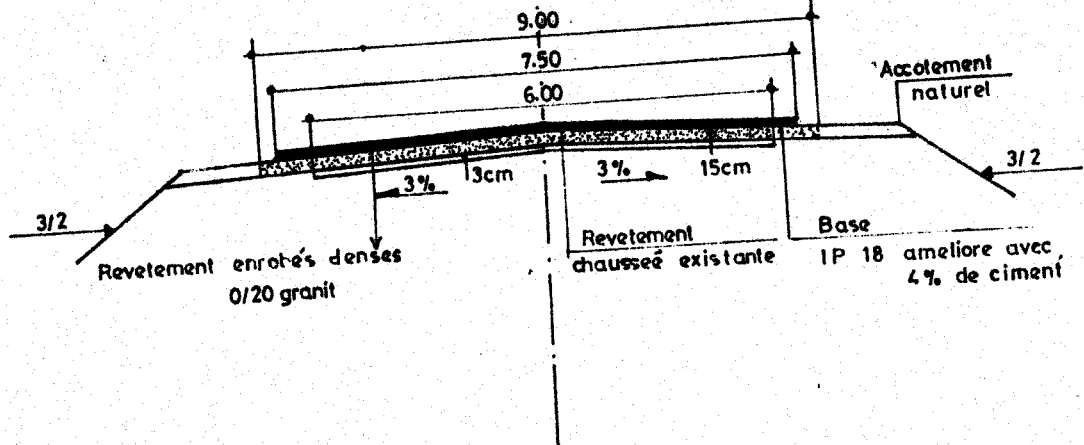 9.00
7.50
6.00
Accotement
naturel
3%
3cm
3%
15cm
3/2
3/2
Revetement enrobés denses
0/20 granit
Revetement
chausseé existante
Base
IP 18 ameliore avec
4% de ciment